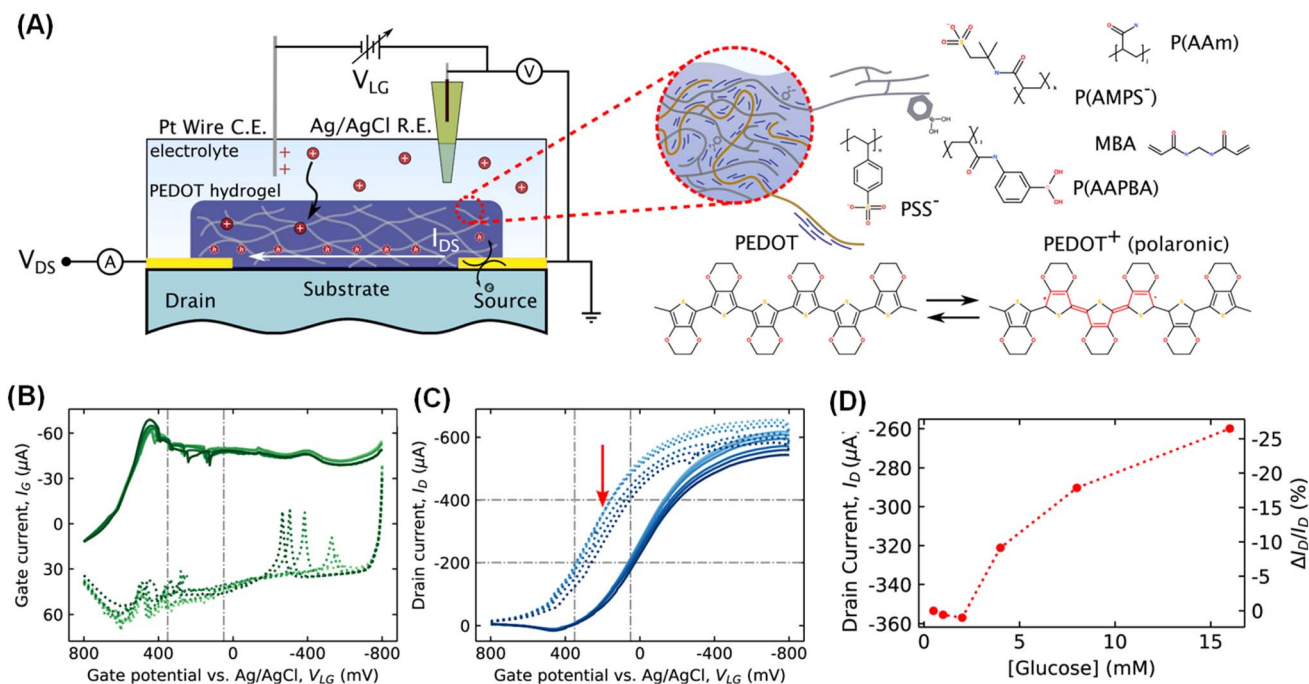 (A)
V_LG
V
Pt Wire C.E.
Ag/AgCl R.E.
electrolyte
PEDOT hydrogel
I_DS
V_DS
A
Drain
Substrate
Source
P(AAm)
P(AMPS⁻)
MBA
P(AAPBA)
PSS⁻
PEDOT
PEDOT⁺ (polaronic)
(B)
Gate current, I_G (μA)
-60
-30
0
30
60
800 400 0 -400 -800
Gate potential vs. Ag/AgCl, V_LG (mV)
(C)
Drain current, I_D (μA)
-600
-400
-200
0
800 400 0 -400 -800
Gate potential vs. Ag/AgCl, V_LG (mV)
(D)
Drain Current, I_D (μA)
-260
-280
-300
-320
-340
-360
5 10 15
[Glucose] (mM)
-25
-20
-15
-10
-5
0
ΔI_D/I_D (%)